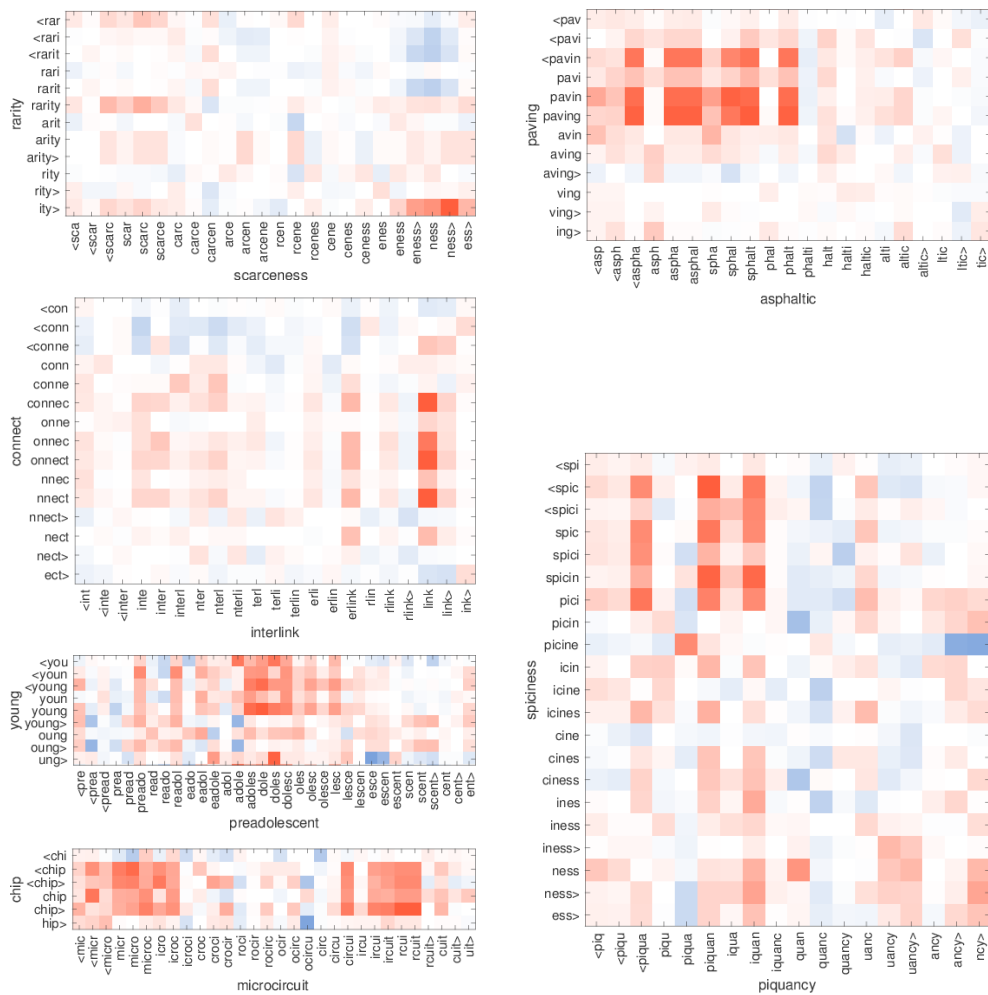 <rar
<rari
<rarit
rari
rarit
rarity
arit
arity
arity>
rity
rity>
ity>
rarity
<sca <scar <scarc scar scarc scarce carc carce carcen arce arcen arcene rcen rcene rcenes cene cenes ceness enes eness eness> ness ness> ess>
scarceness
<pav
<pavi
<pavin
pavi
pavin
paving
avin
aving
aving>
ving
ving>
ing>
paving
<asp <asph <aspha asph aspha asphal spha sphal sphalt phal phalt phalti halt halti haltic alti altic altic> ltic ltic> tic>
asphaltic
<con
<conn
<conne
conn
conne
connec
onne
onnec
onnect
nnec
nnect
nnect>
nect
nect>
ect>
connect
<int <inte <inter inte inter interl nter nterl nterli terl terli terlin erli erlin erlink rlin rlink rlink> link link> ink>
interlink
<spi
<spic
<spici
spic
spici
spicin
pici
picin
picine
icin
icine
icines
cine
cines
ciness
ines
iness
iness>
ness
ness>
ess>
spiciness
<piq <piqu <piqua piqu piqua piquan iqua iquan iquanc quan quanc quancy uanc uancy uancy> ancy ancy> ncy>
piquancy
<you
<youn
<young
youn
young
young>
oung
oung>
ung>
young
<pre <prea <pread prea pread preado read reado readol eado eadol eadole adol adole adoles dole doles dolesc oles olesc olesce lesc lesce lescen esce escen escent scen scent scent> cent cent> ent>
preadolescent
<chi
<chip
<chip>
chip
chip>
hip>
chip
<mic <micr <micro micr micro microc icro icroc icroci croc croci crocir roci rocir rocirc ocir ocirc ocircu circ circu circui ircu ircui ircuit rcui rcuit rcuit> cuit cuit> uit>
microcircuit